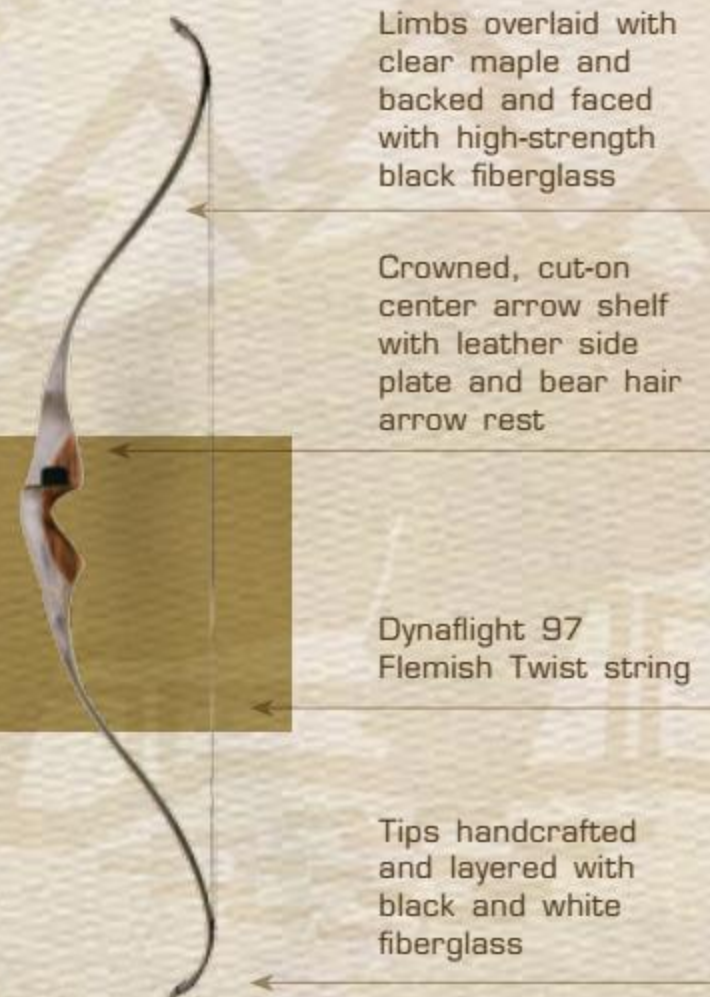 Limbs overlaid with
clear maple and
backed and faced
with high-strength
black fiberglass
Crowned, cut-on
center arrow shelf
with leather side
plate and bear hair
arrow rest
Dynaflight 97
Flemish Twist string
Tips handcrafted
and layered with
black and white
fiberglass